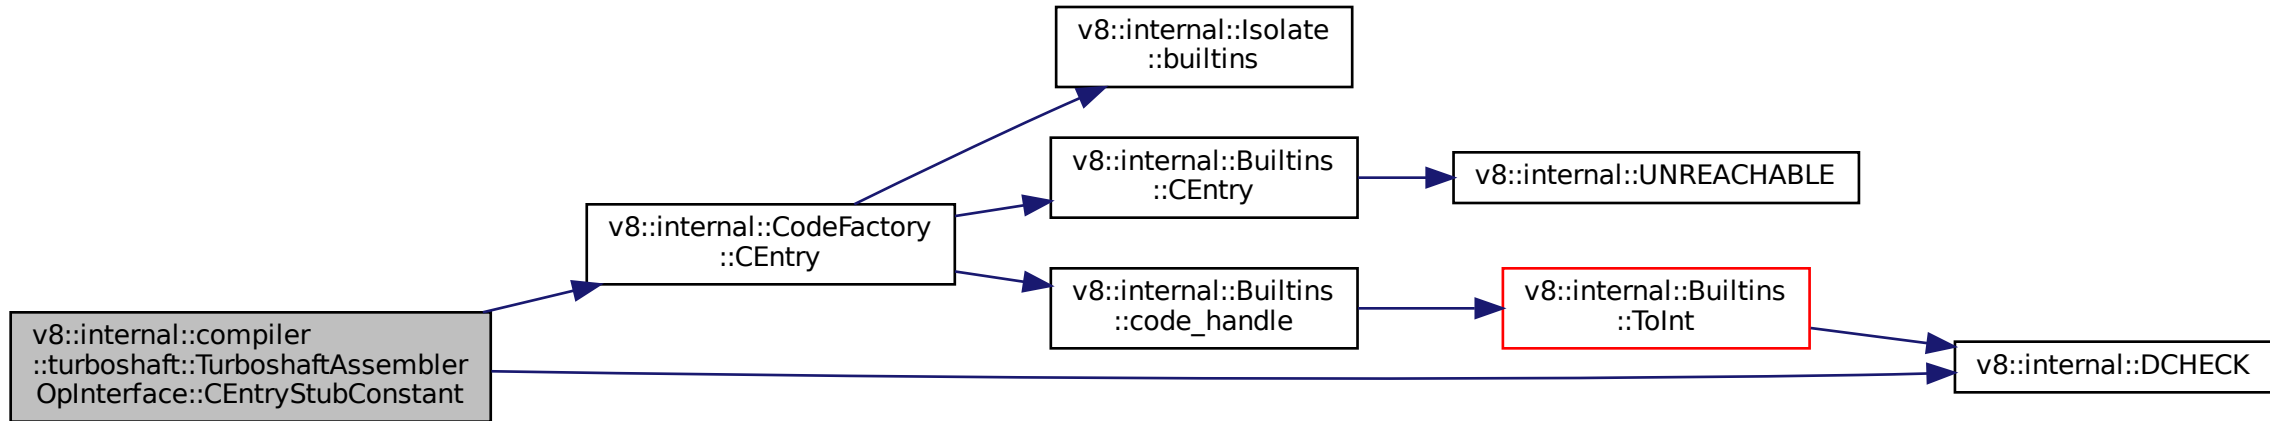 v8::internal::Isolate
::builtins
v8::internal::Builtins
::CEntry
v8::internal::UNREACHABLE
v8::internal::CodeFactory
::CEntry
v8::internal::Builtins
::code_handle
v8::internal::Builtins
::ToInt
v8::internal::compiler
::turboshaft::TurboshaftAssembler
OpInterface::CEntryStubConstant
v8::internal::DCHECK